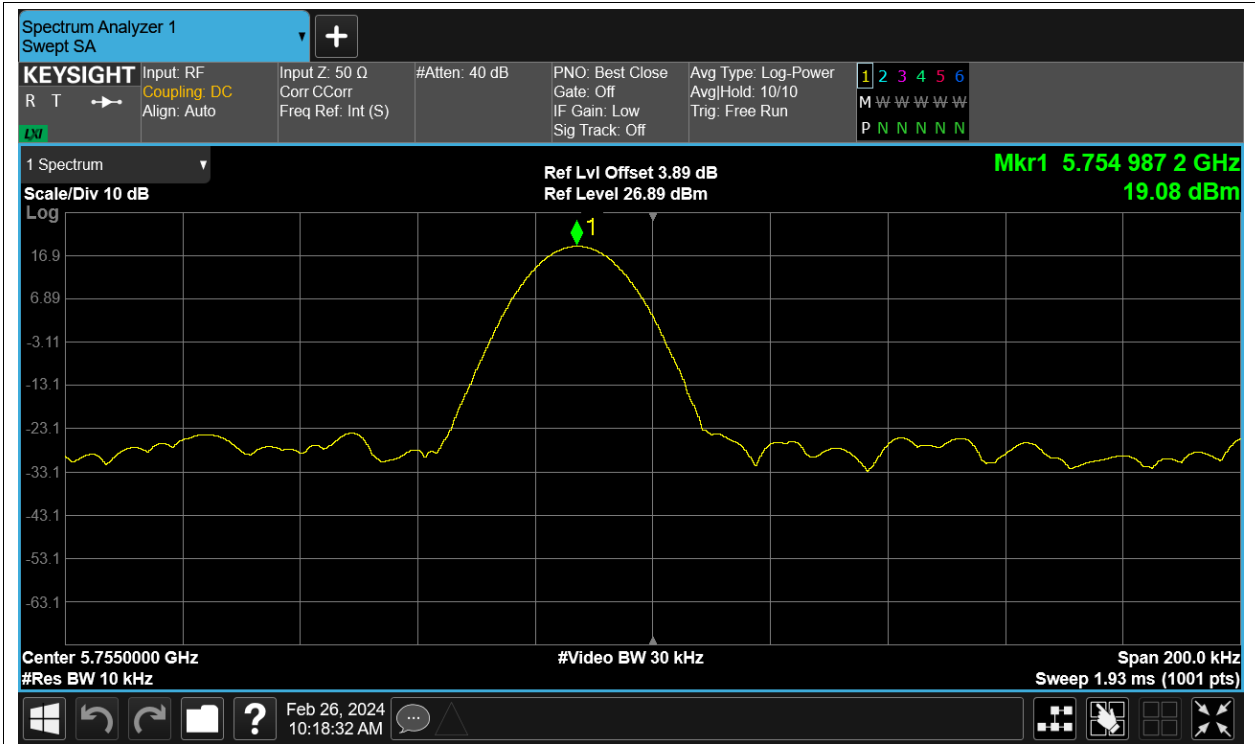 Spectrum Analyzer 1
Swept SA
KEYSIGHT
R T
LXI
Input: RF
Coupling: DC
Align: Auto
Input Z: 50 Ω
Corr CCorr
Freq Ref: Int (S)
#Atten: 40 dB
PNO: Best Close
Gate: Off
IF Gain: Low
Sig Track: Off
Avg Type: Log-Power
Avg|Hold: 10/10
Trig: Free Run
1 2 3 4 5 6
M W W W W W
P N N N N N
1 Spectrum
Scale/Div 10 dB
Log
Ref Lvl Offset 3.89 dB
Ref Level 26.89 dBm
Mkr1 5.754 987 2 GHz
19.08 dBm
1
16.9
6.89
-3.11
-13.1
-23.1
-33.1
-43.1
-53.1
-63.1
Center 5.7550000 GHz
#Res BW 10 kHz
#Video BW 30 kHz
Span 200.0 kHz
Sweep 1.93 ms (1001 pts)
?
Feb 26, 2024
10:18:32 AM